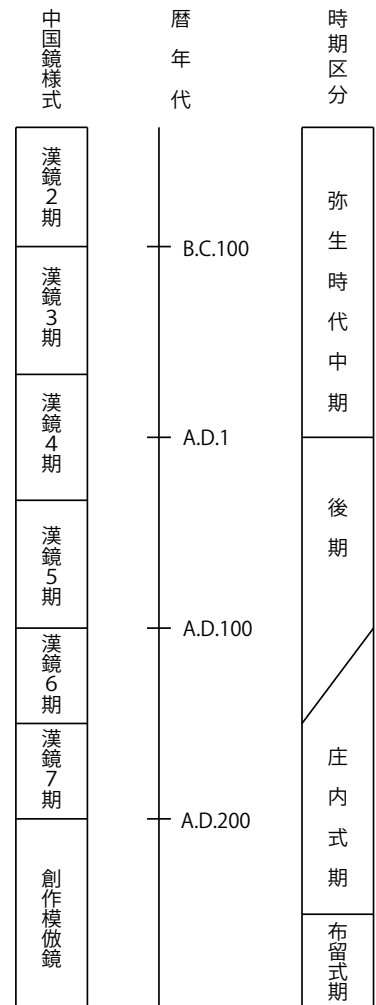 中国鏡様式
漢鏡2期
漢鏡3期
漢鏡4期
漢鏡5期
漢鏡6期
漢鏡7期
創作模倣鏡
暦年代
B.C.100
A.D.1
A.D.100
A.D.200
時期区分
弥生時代中期
後期
庄内式期
布留式期